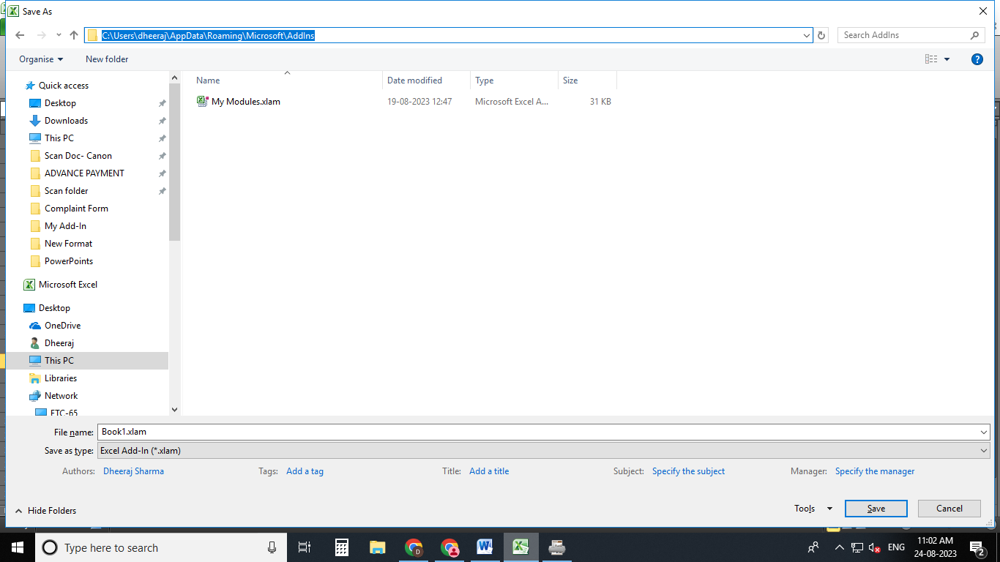 Save As
C:\Users\dheeraj\AppData\Roaming\Microsoft\AddIns
Search AddIns
Organise
New folder
Name
Date modified
Type
Size
My Modules.xlam
19-08-2023 12:47
Microsoft Excel A...
31 KB
Quick access
Desktop
Downloads
This PC
Scan Doc- Canon
ADVANCE PAYMENT
Scan folder
Complaint Form
My Add-In
New Format
PowerPoints
Microsoft Excel
Desktop
OneDrive
Dheeraj
This PC
Libraries
Network
ETC-65
File name:
Book1.xlam
Save as type:
Excel Add-In (*.xlam)
Authors:
Dheeraj Sharma
Tags:
Add a tag
Title:
Add a title
Subject:
Specify the subject
Manager:
Specify the manager
Hide Folders
Tools
Save
Cancel
Type here to search
ENG
11:02 AM
24-08-2023
2